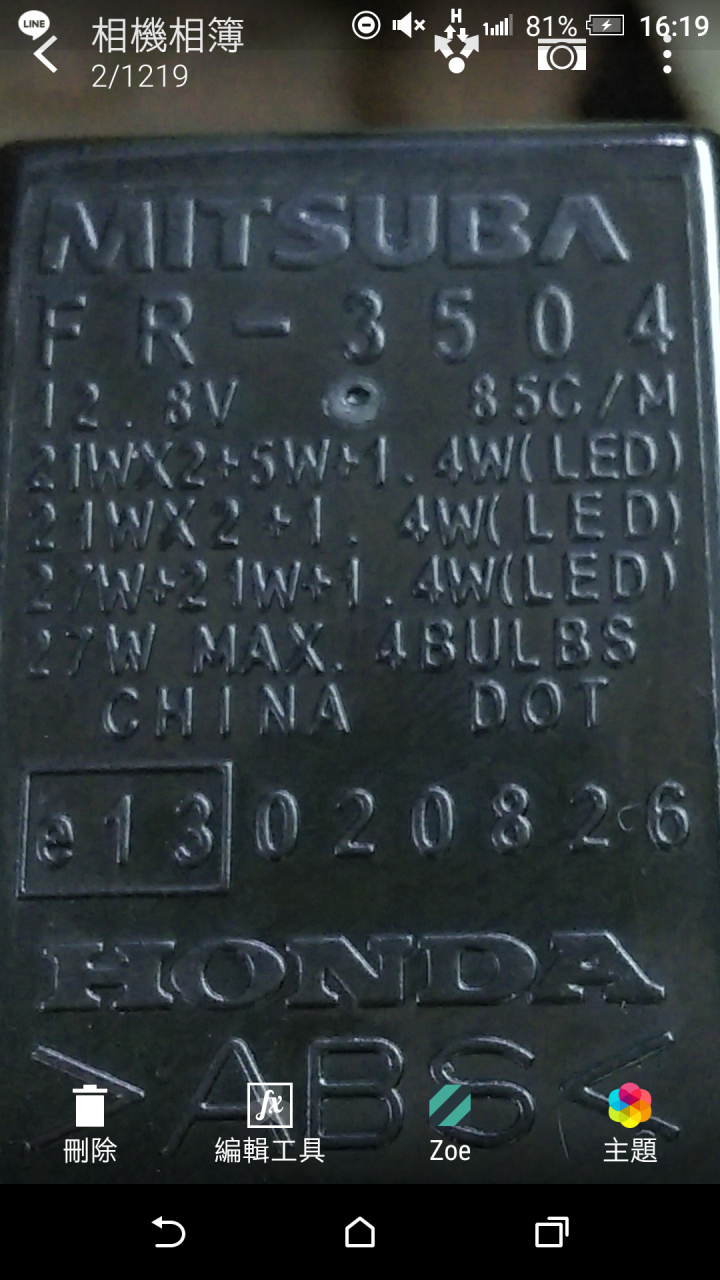 LINE
相機相簿
2/1219
H
81%
16:19
MITSUBA
FR-3504
12.8V 85C/M
21WX2+5W+1.4W(LED)
21WX2+1.4W(LED)
27W+21W+1.4W(LED)
27W MAX. 4BULBS
CHINA DOT
e13 020826
HONDA
>ABS<
刪除
fx
編輯工具
Zoe
主題